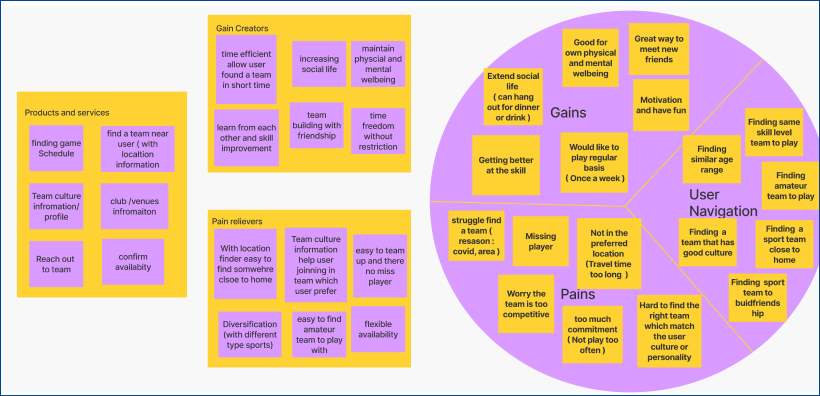 Products and services
finding game
Schedule
find a team near
user ( with
localtion
information)
Team culture
infromation/
profile
club /venues
infromaiton
Reach out
to team
confirm
availabity
Gain Creators
time efficient
allow user
found a team
in short time
increasing
social life
maintain
physcial and
mental
welbeing
learn from each
other and skill
improvement
team
building with
friendship
time
freedom
without
restriction
Pain relievers
With location
finder easy to
find somwehre
clsoe to home
Team culture
information
help user
joinning in
team which
user prefer
easy to team
up and there
no miss
player
Diversification
(with different
type sports)
easy to find
amateur
team to play
with
flexible
availability
Gains
Good for
own physical
and mental
welbeing
Great way to
meet new
friends
Extend social
life
( can hang
out for dinner
or drink )
Motivation
and have fun
Getting better
at the skill
Would like to
play regular
basis
( Once a week )
User
Navigation
Finding same
skill level
team to play
Finding
similar age
range
Finding
amateur
team to play
Finding a
team that has
good culture
Finding a
sport team
close to
home
Finding sport
team to
buidfriends
hip
Pains
struggle find
a team (
resason :
covid, area )
Missing
player
Not in the
preferred
location
(Travel time
too long )
Worry the
team is too
competitive
too much
commitment
( Not play too
often )
Hard to find the
right team
which match
the user
culture or
personality